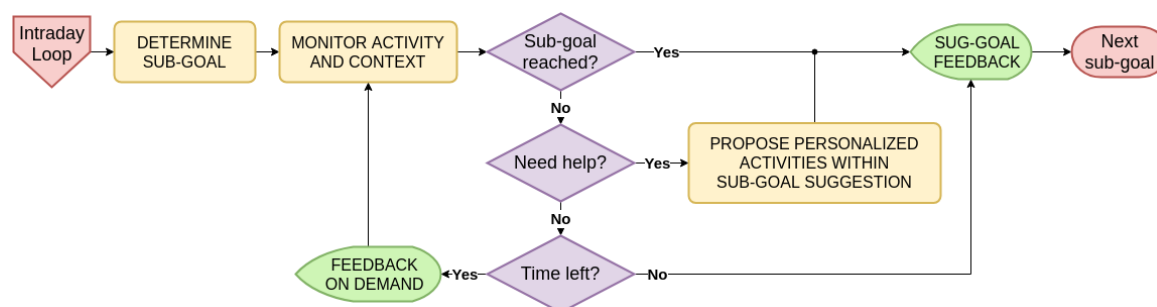 Intraday
Loop
DETERMINE
SUB-GOAL
MONITOR ACTIVITY
AND CONTEXT
Sub-goal
reached?
Yes
SUG-GOAL
FEEDBACK
Next
sub-goal
No
Need help?
Yes
PROPOSE PERSONALIZED
ACTIVITIES WITHIN
SUB-GOAL SUGGESTION
No
Time left?
Yes
No
FEEDBACK
ON DEMAND